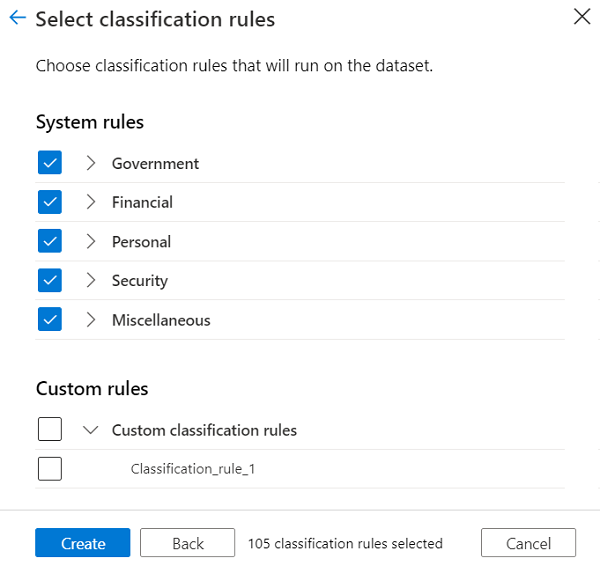 Select classification rules
Choose classification rules that will run on the dataset.
System rules
Government
Financial
Personal
Security
Miscellaneous
Custom rules
Custom classification rules
Classification_rule_1
Create Back 105 classification rules selected Cancel